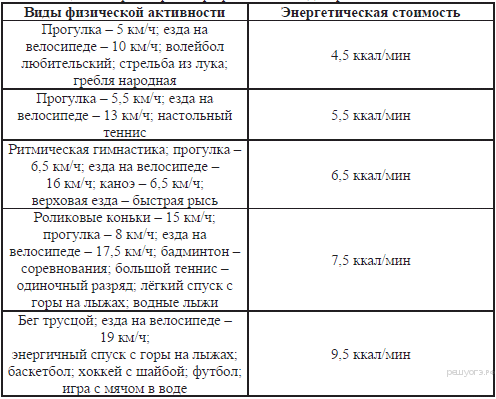 Виды физической активности
Энергетическая стоимость
Прогулка – 5 км/ч; езда на
велосипеде – 10 км/ч; волейбол
любительский; стрельба из лука;
гребля народная
4,5 ккал/мин
Прогулка – 5,5 км/ч; езда на
велосипеде – 13 км/ч; настольный
теннис
5,5 ккал/мин
Ритмическая гимнастика; прогулка –
6,5 км/ч; езда на велосипеде –
16 км/ч; каноэ – 6,5 км/ч;
верховая езда – быстрая рысь
6,5 ккал/мин
Роликовые коньки – 15 км/ч;
прогулка – 8 км/ч; езда на
велосипеде – 17,5 км/ч; бадминтон –
соревнования; большой теннис –
одиночный разряд; лёгкий спуск с
горы на лыжах; водные лыжи
7,5 ккал/мин
Бег трусцой; езда на велосипеде –
19 км/ч;
энергичный спуск с горы на лыжах;
баскетбол; хоккей с шайбой; футбол;
игра с мячом в воде
9,5 ккал/мин